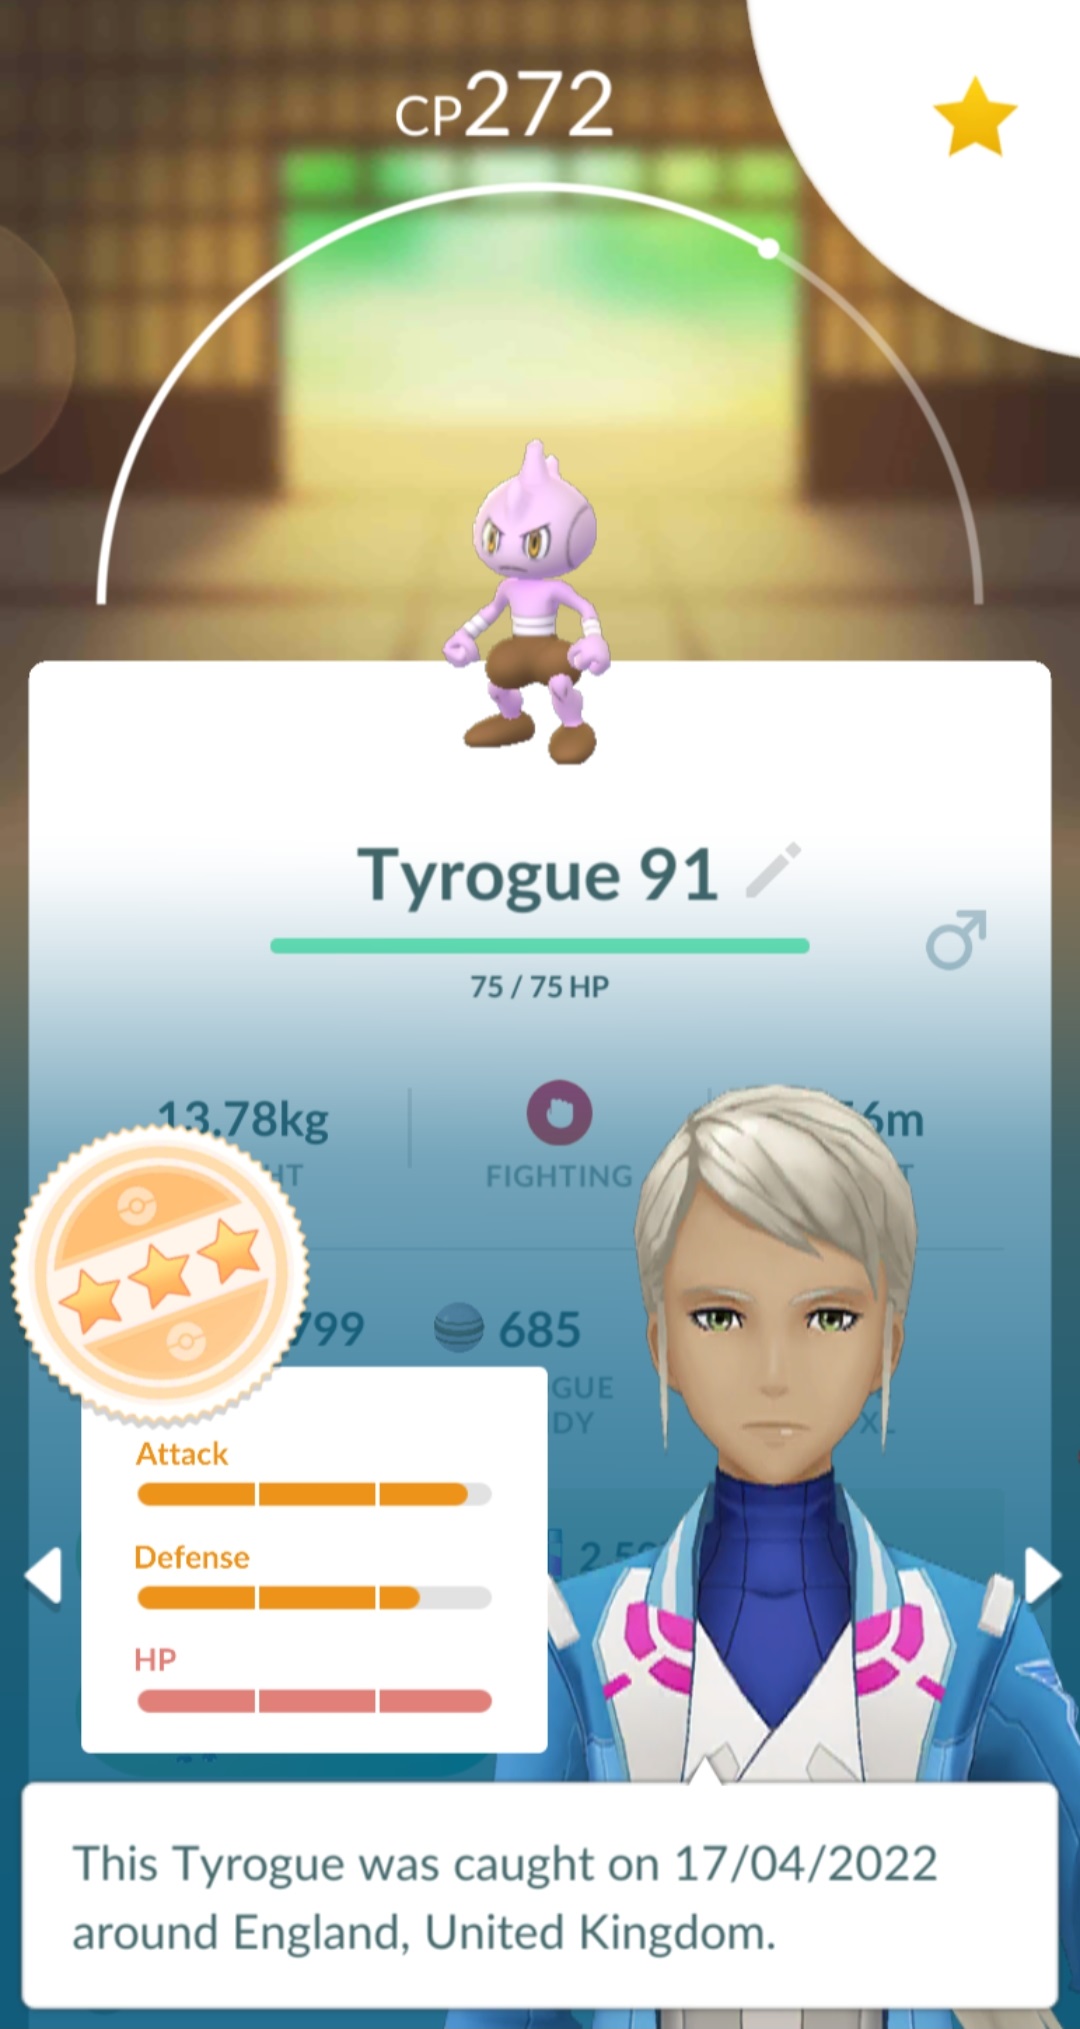 CP272
Tyrogue 91
75 / 75 HP
13.78kg
FIGHTING
685
Attack
Defense
HP
This Tyrogue was caught on 17/04/2022
around England, United Kingdom.